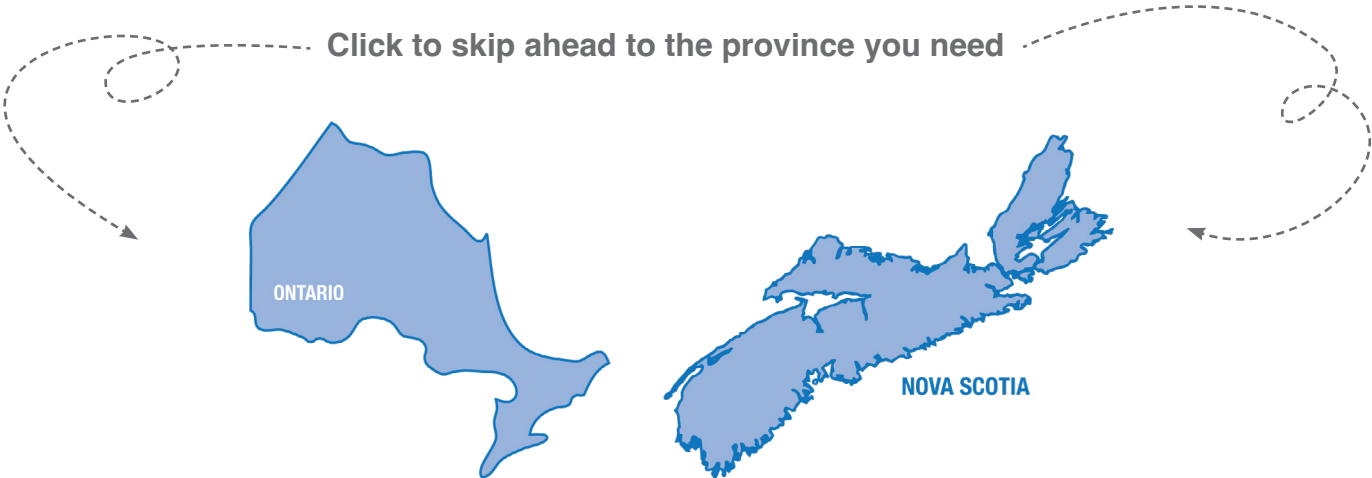 Click to skip ahead to the province you need
ONTARIO
NOVA SCOTIA